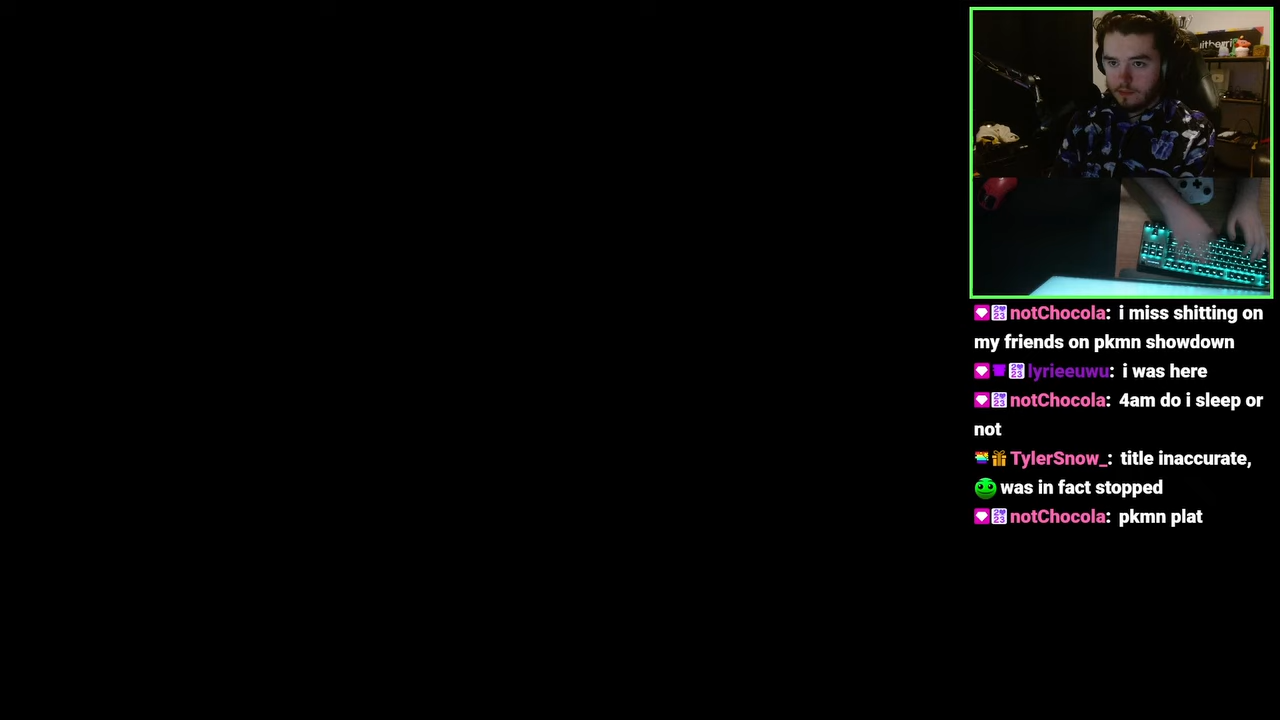 notChocola: i miss shitting on
my friends on pkmn showdown
lyrieeuwu: i was here
notChocola: 4am do i sleep or
not
TylerSnow_: title inaccurate,
was in fact stopped
notChocola: pkmn plat